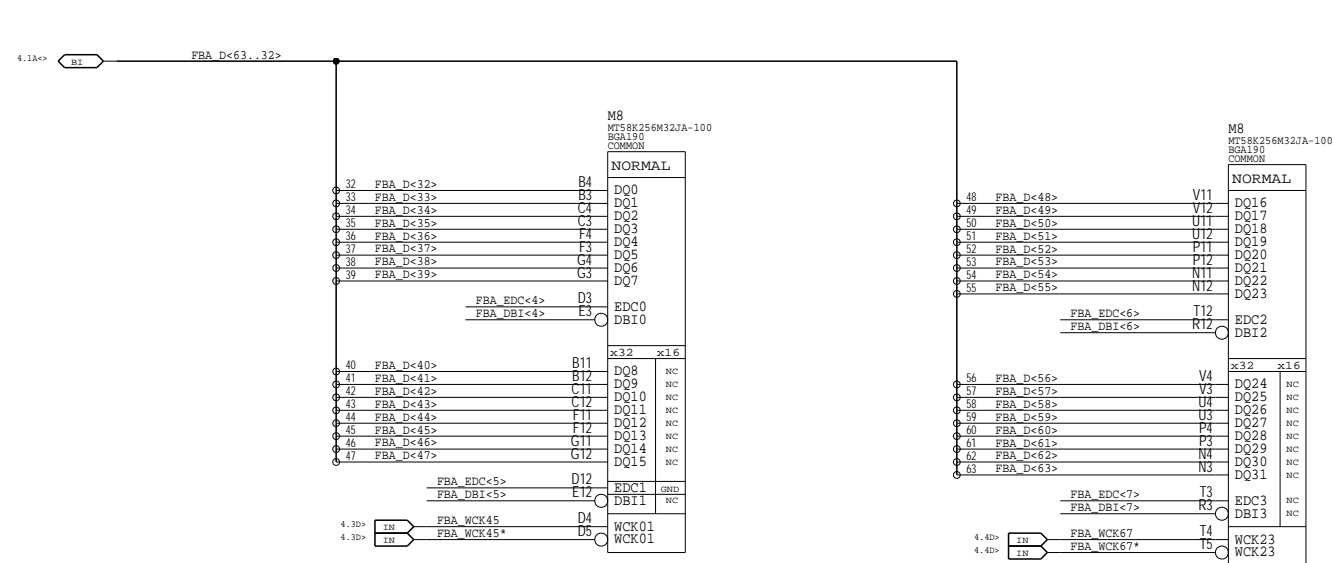 4.1A<> BI FBA_D<63..32>
M8
MT58K256M32JA-100
BGA190
COMMON
NORMAL
32 FBA_D<32> B4 DQ0
33 FBA_D<33> B3 DQ1
34 FBA_D<34> C4 DQ2
35 FBA_D<35> C3 DQ3
36 FBA_D<36> F4 DQ4
37 FBA_D<37> F3 DQ5
38 FBA_D<38> G4 DQ6
39 FBA_D<39> G3 DQ7
FBA_EDC<4> D3 EDC0
FBA_DBI<4> E3 DBI0
x32 x16
40 FBA_D<40> B11 DQ8 NC
41 FBA_D<41> B12 DQ9 NC
42 FBA_D<42> C11 DQ10 NC
43 FBA_D<43> C12 DQ11 NC
44 FBA_D<44> F11 DQ12 NC
45 FBA_D<45> F12 DQ13 NC
46 FBA_D<46> G11 DQ14 NC
47 FBA_D<47> G12 DQ15 NC
FBA_EDC<5> D12 EDC1 GND
FBA_DBI<5> E12 DBI1 NC
4.3D> IN FBA_WCK45 D4 WCK01
4.3D> IN FBA_WCK45* D5 WCK01
M8
MT58K256M32JA-100
BGA190
COMMON
NORMAL
48 FBA_D<48> V11 DQ16
49 FBA_D<49> V12 DQ17
50 FBA_D<50> U11 DQ18
51 FBA_D<51> U12 DQ19
52 FBA_D<52> P11 DQ20
53 FBA_D<53> P12 DQ21
54 FBA_D<54> N11 DQ22
55 FBA_D<55> N12 DQ23
FBA_EDC<6> T12 EDC2
FBA_DBI<6> R12 DBI2
x32 x16
56 FBA_D<56> V4 DQ24 NC
57 FBA_D<57> V3 DQ25 NC
58 FBA_D<58> U4 DQ26 NC
59 FBA_D<59> U3 DQ27 NC
60 FBA_D<60> P4 DQ28 NC
61 FBA_D<61> P3 DQ29 NC
62 FBA_D<62> N4 DQ30 NC
63 FBA_D<63> N3 DQ31 NC
FBA_EDC<7> T3 EDC3 NC
FBA_DBI<7> R3 DBI3 NC
4.4D> IN FBA_WCK67 T4 WCK23
4.4D> IN FBA_WCK67* T5 WCK23